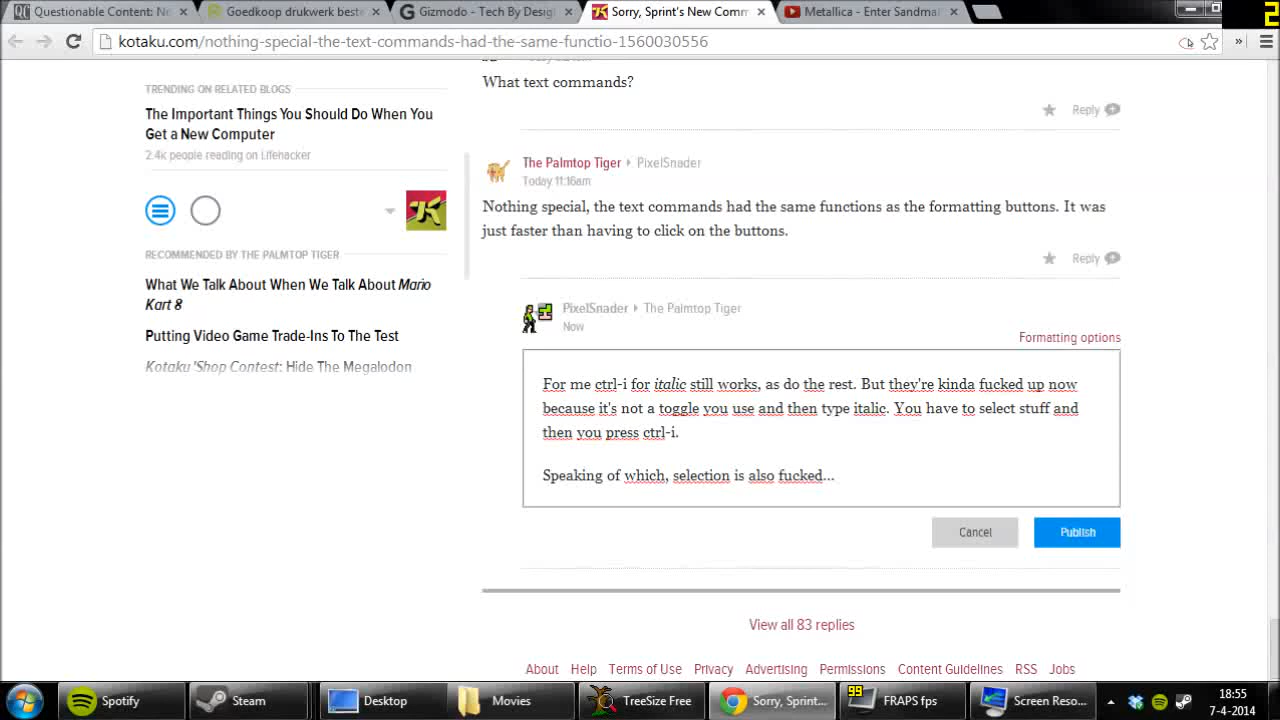 Questionable Content: Ne
Goedkoop drukwerk beste
Gizmodo - Tech By Desig
Sorry, Sprint's New Comm
Metallica - Enter Sandma
2
kotaku.com/nothing-special-the-text-commands-had-the-same-functio-1560030556
TRENDING ON RELATED BLOGS
The Important Things You Should Do When You
Get a New Computer
2.4k people reading on Lifehacker
RECOMMENDED BY THE PALMTOP TIGER
What We Talk About When We Talk About Mario
Kart 8
Putting Video Game Trade-Ins To The Test
Kotaku 'Shop Contest: Hide The Megalodon
What text commands?
Reply
The Palmtop Tiger PixelSnader
Today 11:16am
Nothing special, the text commands had the same functions as the formatting buttons. It was
just faster than having to click on the buttons.
Reply
PixelSnader The Palmtop Tiger
Now
Formatting options
For me ctrl-i for italic still works, as do the rest. But they're kinda fucked up now
because it's not a toggle you use and then type italic. You have to select stuff and
then you press ctrl-i.
Speaking of which, selection is also fucked...
Cancel
Publish
View all 83 replies
About Help Terms of Use Privacy Advertising Permissions Content Guidelines RSS Jobs
Spotify
Steam
Desktop
Movies
TreeSize Free
Sorry, Sprint...
99
FRAPS fps
Screen Reso...
18:55
7-4-2014